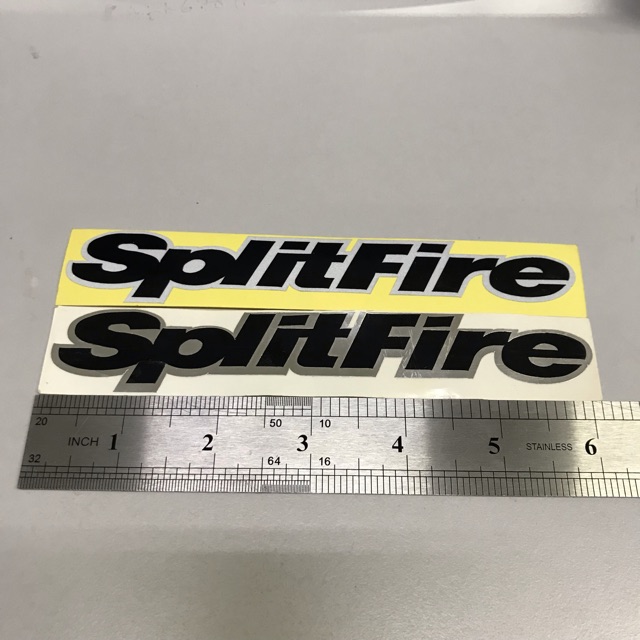 SplitFire
SplitFire
20 50 10
INCH 1 2 3 4 5 STAINLESS 6
32 64 16